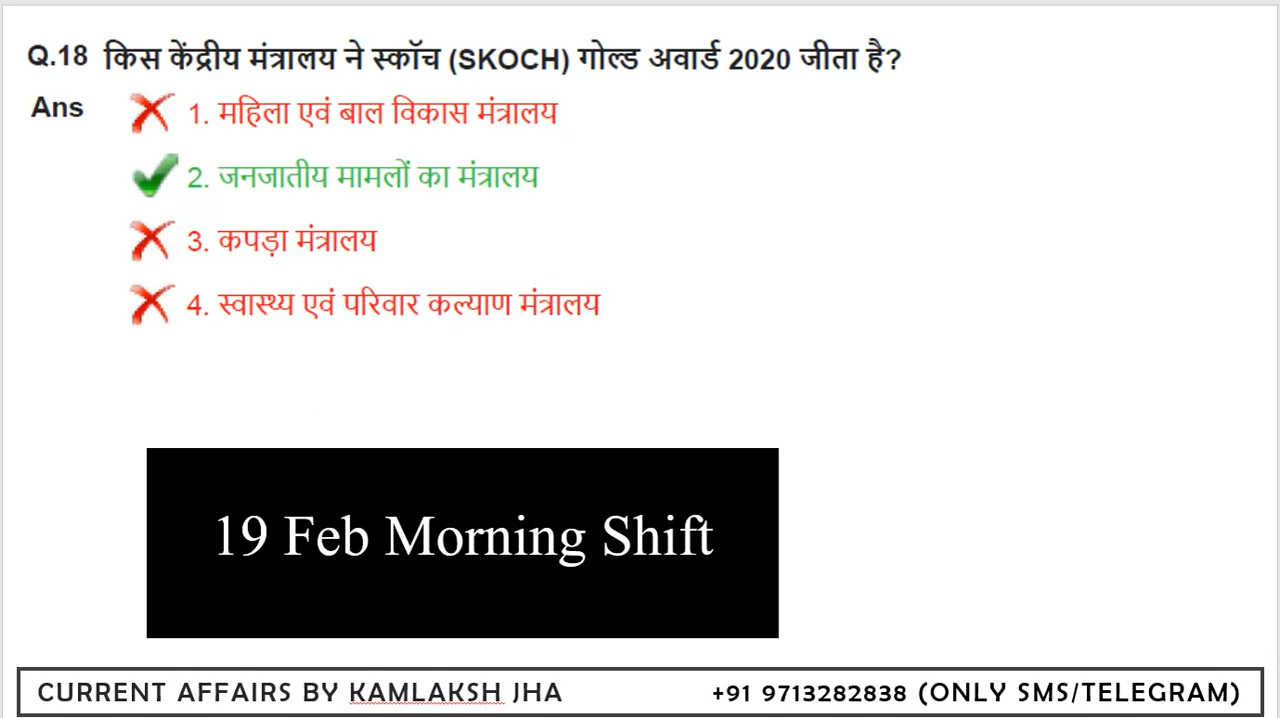 Q.18 किस केंद्रीय मंत्रालय ने स्कॉच (SKOCH) गोल्ड अवार्ड 2020 जीता है?
Ans 1. महिला एवं बाल विकास मंत्रालय
2. जनजातीय मामलों का मंत्रालय
3. कपड़ा मंत्रालय
4. स्वास्थ्य एवं परिवार कल्याण मंत्रालय
19 Feb Morning Shift
CURRENT AFFAIRS BY KAMLAKSH JHA +91 9713282838 (ONLY SMS/TELEGRAM)